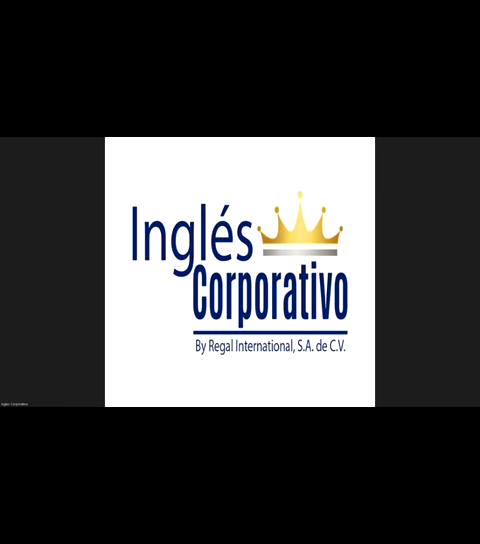 Inglés
Corporativo
By Regal International, S.A. de C.V.
Inglés Corporativo